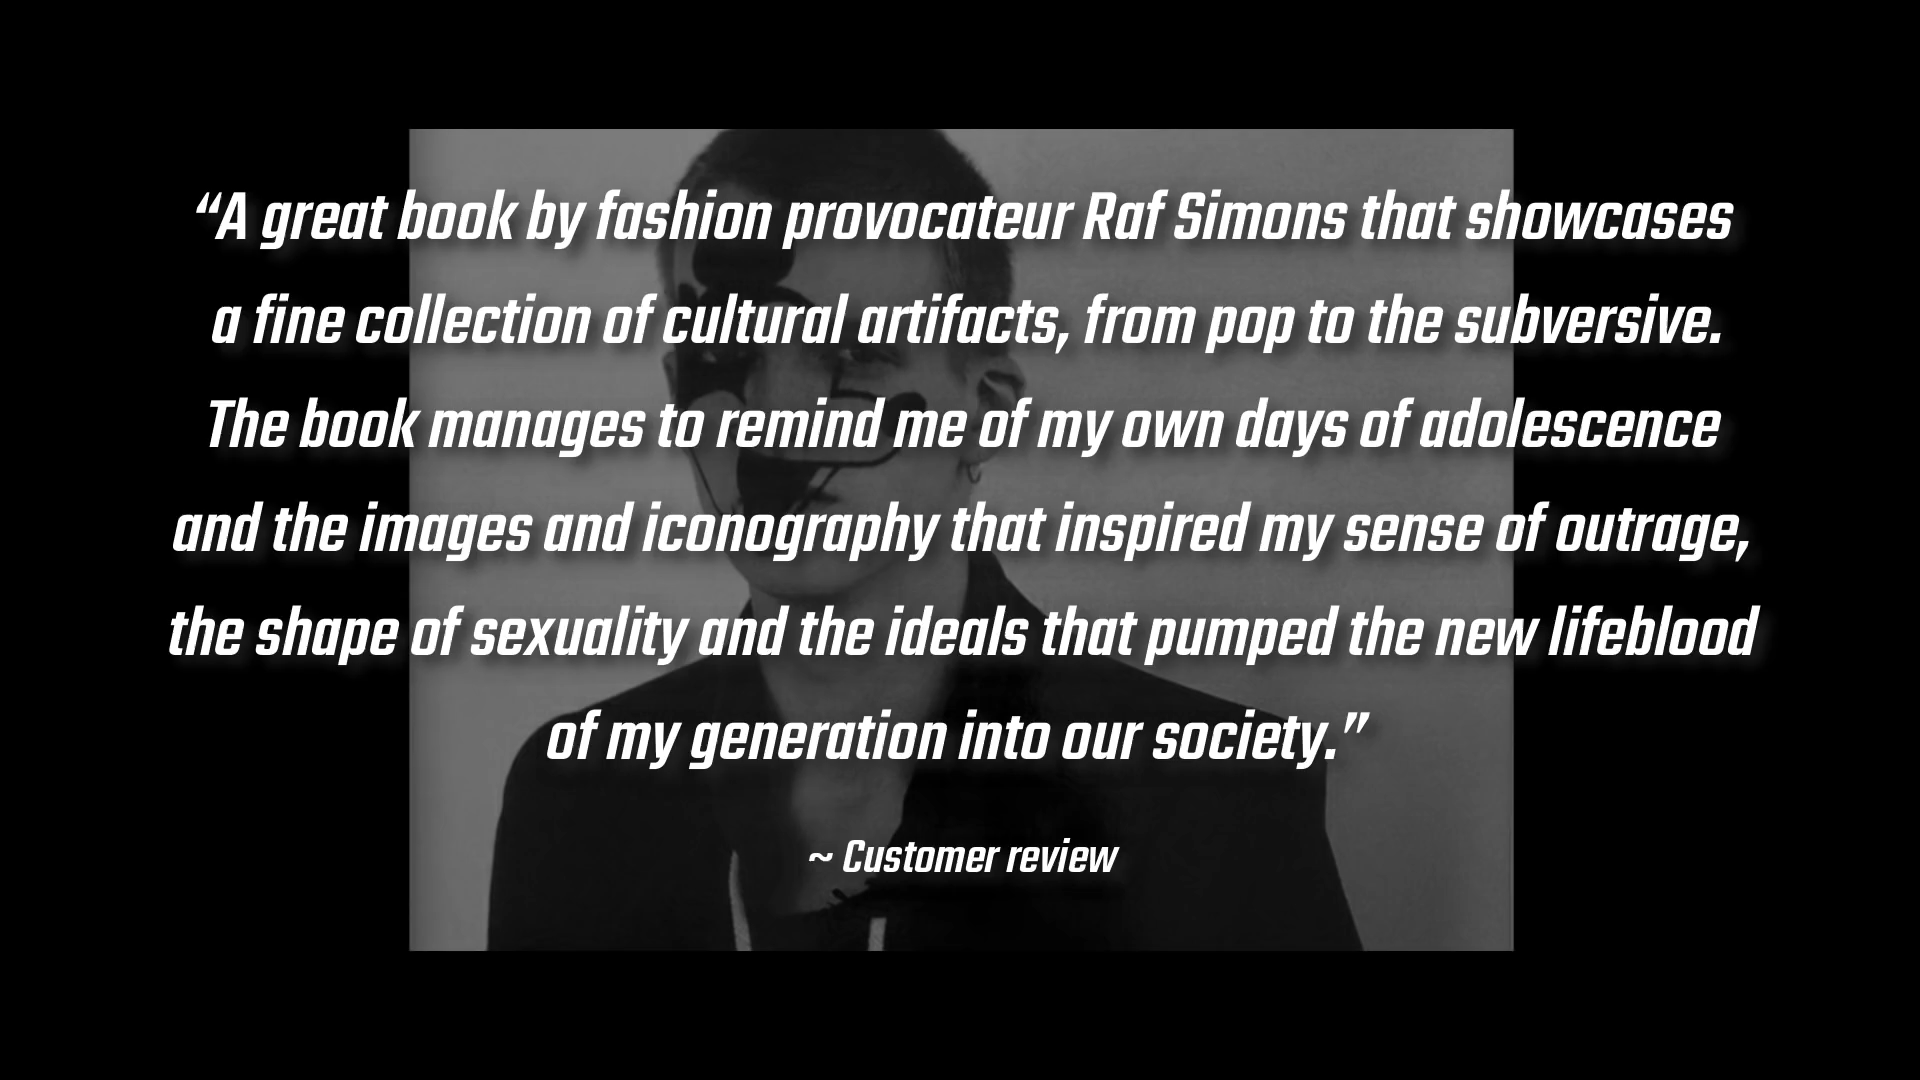 “A great book by fashion provocateur Raf Simons that showcases
a fine collection of cultural artifacts, from pop to the subversive.
The book manages to remind me of my own days of adolescence
and the images and iconography that inspired my sense of outrage,
the shape of sexuality and the ideals that pumped the new lifeblood
of my generation into our society.”
~ Customer review